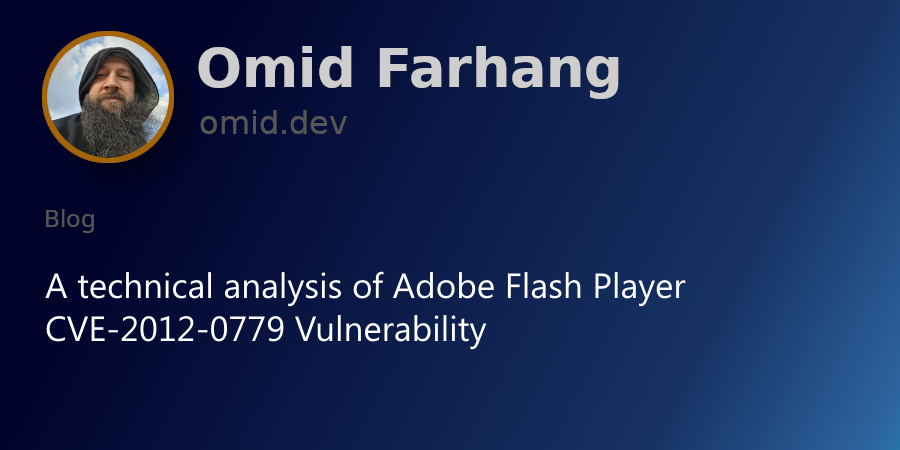 Omid Farhang
omid.dev
Blog
A technical analysis of Adobe Flash Player
CVE-2012-0779 Vulnerability